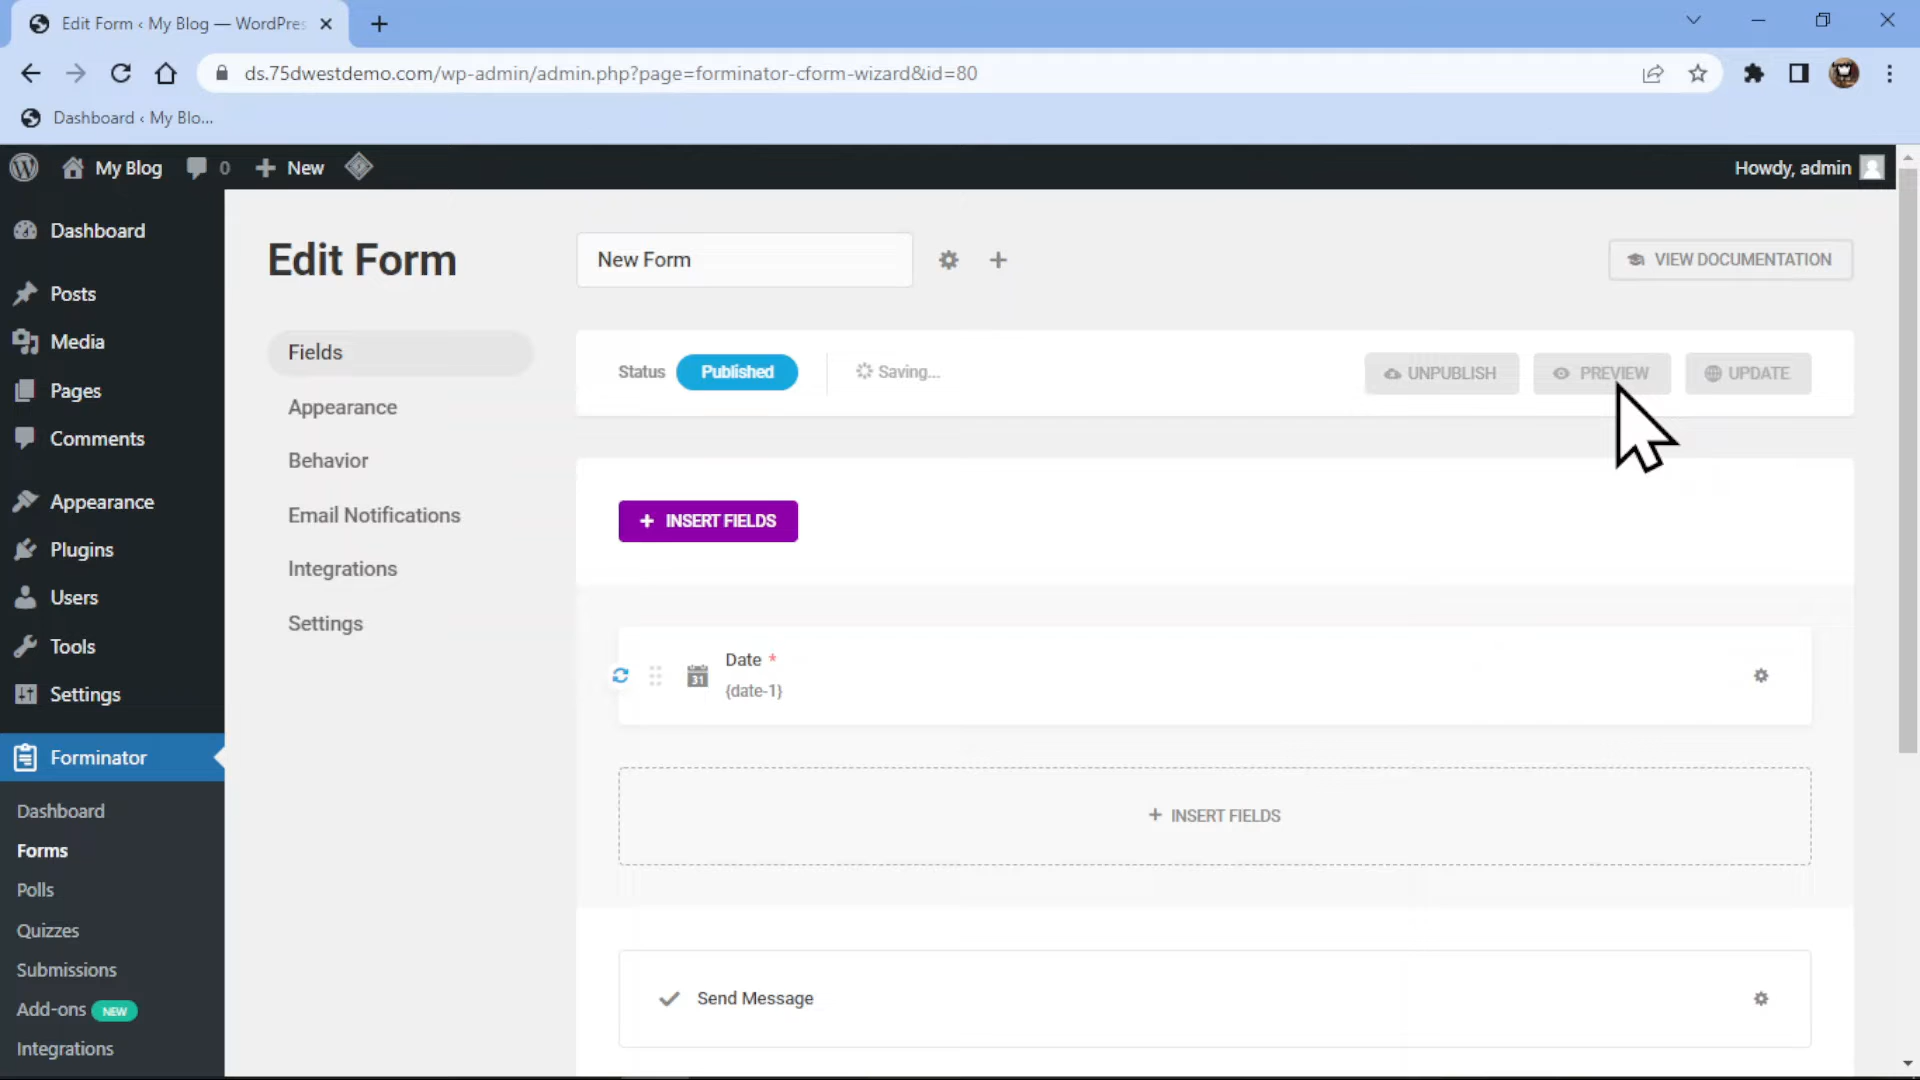 Edit Form ‹ My Blog — WordPres
ds.75dwestdemo.com/wp-admin/admin.php?page=forminator-cform-wizard&id=80
Dashboard ‹ My Blo...
My Blog
0
New
Howdy, admin
Dashboard
Posts
Media
Pages
Comments
Appearance
Plugins
Users
Tools
Settings
Forminator
Dashboard
Forms
Polls
Quizzes
Submissions
Add-ons NEW
Integrations
Edit Form
New Form
VIEW DOCUMENTATION
Fields
Appearance
Behavior
Email Notifications
Integrations
Settings
Status Published
Saving...
UNPUBLISH
PREVIEW
UPDATE
+ INSERT FIELDS
31
Date *
{date-1}
+ INSERT FIELDS
Send Message